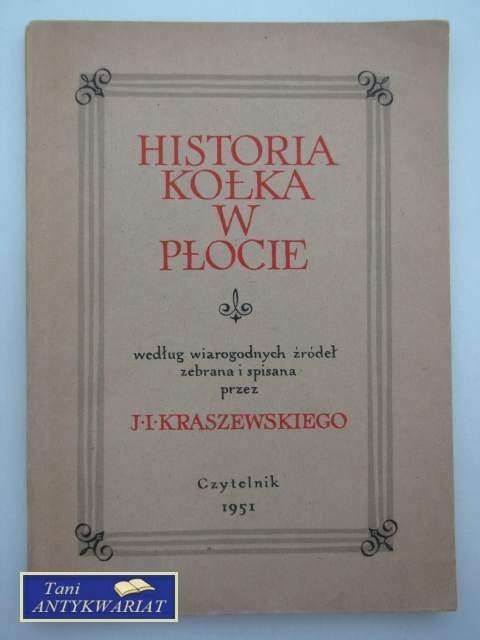 HISTORIA
KOŁKA
W
PŁOCIE
według wiarogodnych źródeł
zebrana i spisana
przez
J·I·KRASZEWSKIEGO
Czytelnik
1951
Tani
ANTYKWARIAT